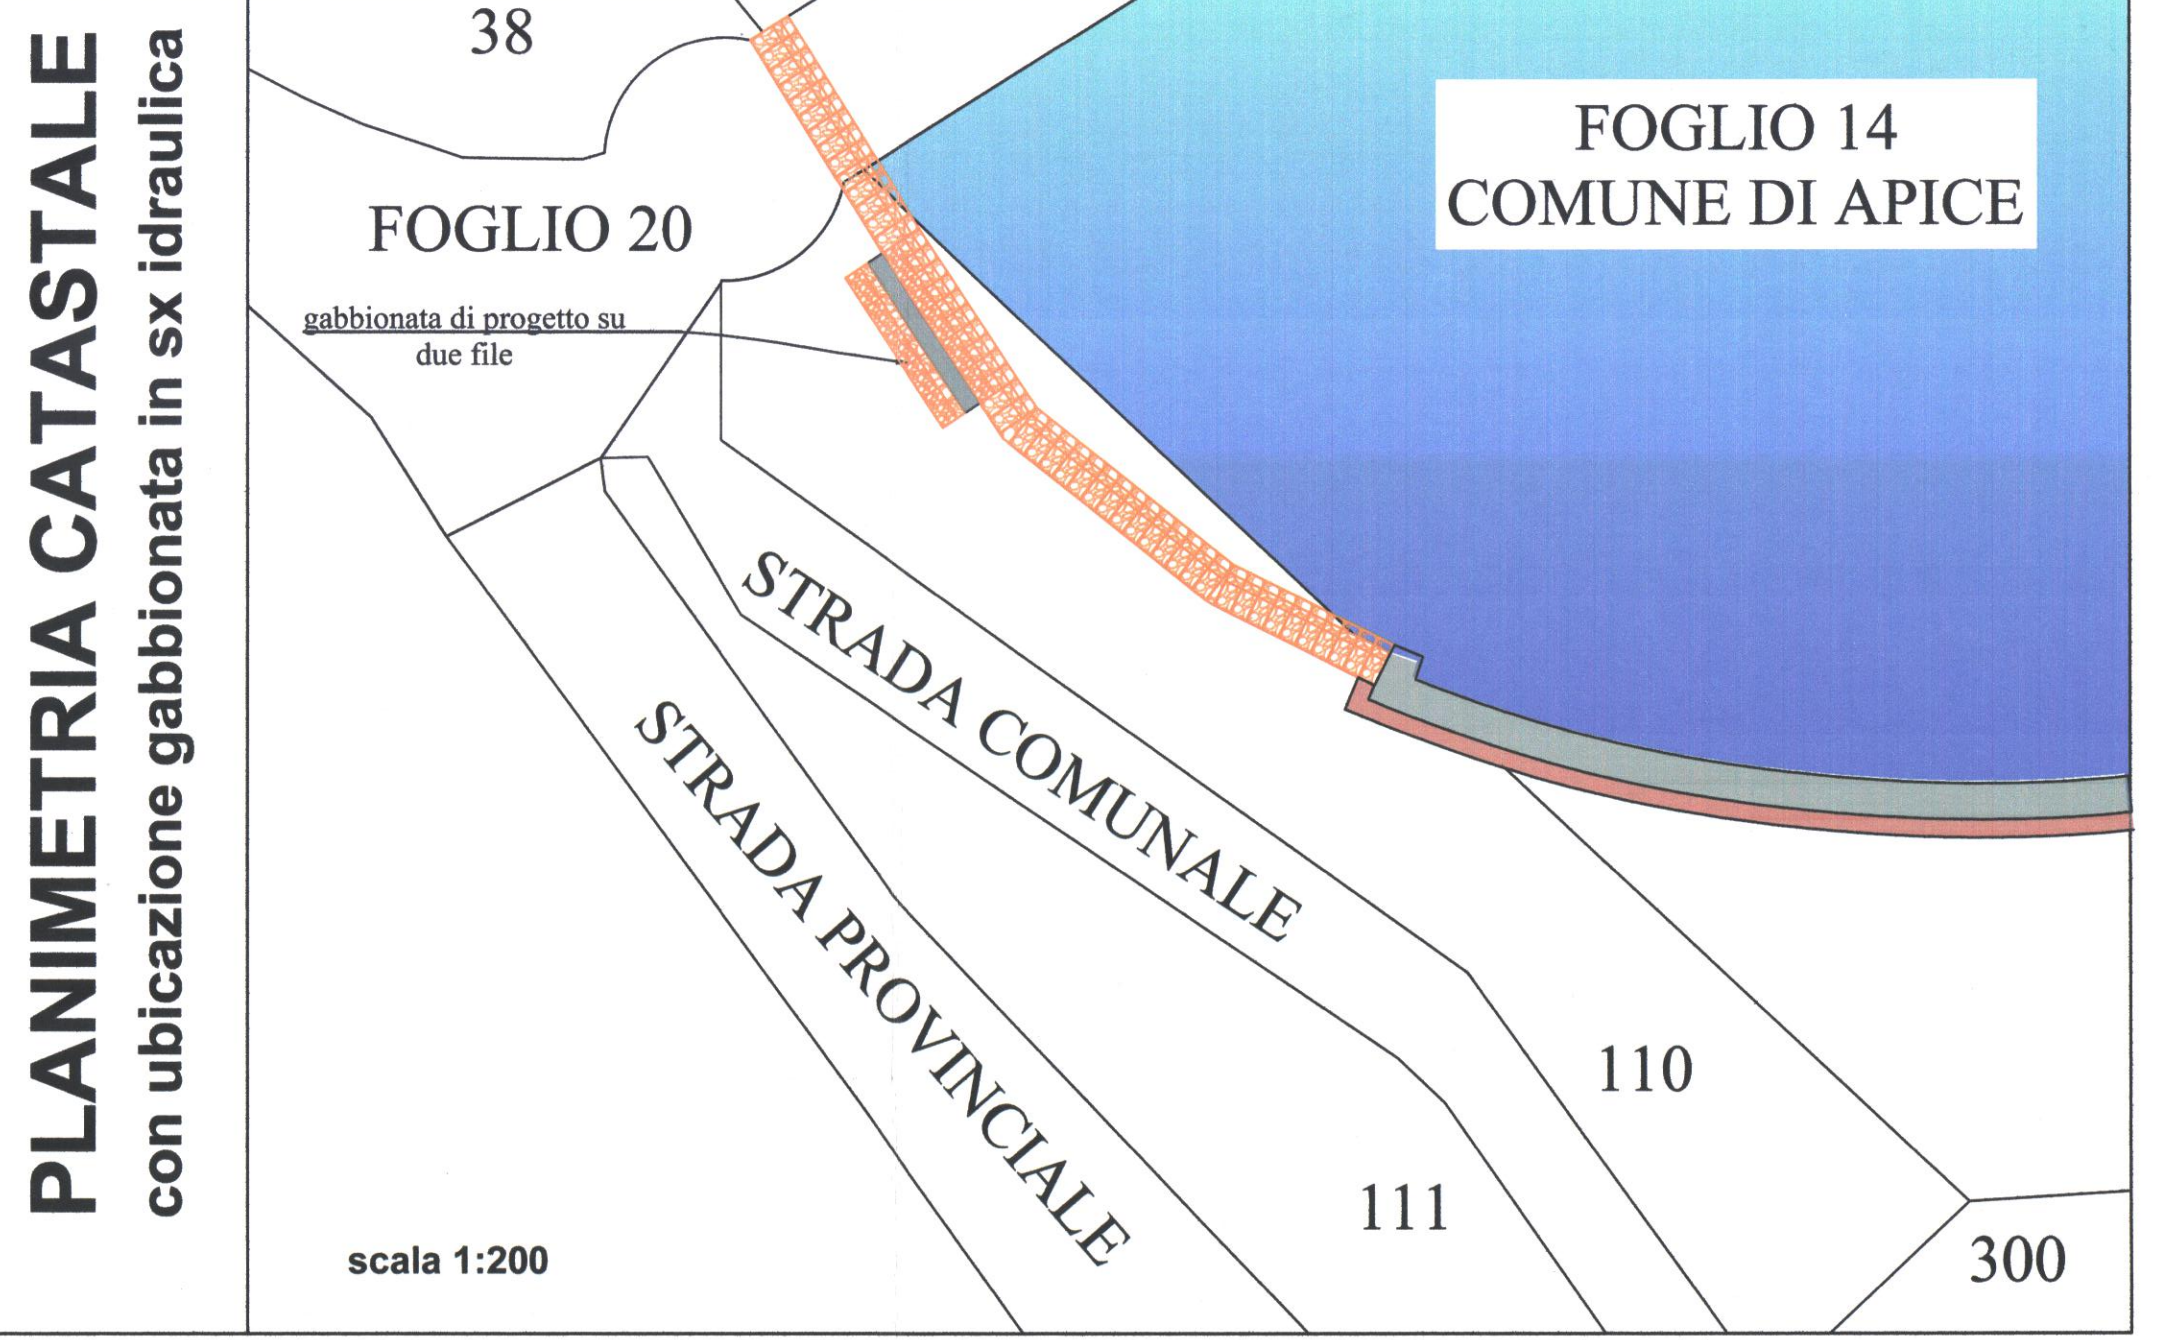 PLANIMETRIA CATASTALE
con ubicazione gabbionata in sx idraulica
38
FOGLIO 14
COMUNE DI APICE
FOGLIO 20
gabbionata di progetto su
due file
STRADA COMUNALE
STRADA PROVINCIALE
110
111
300
scala 1:200